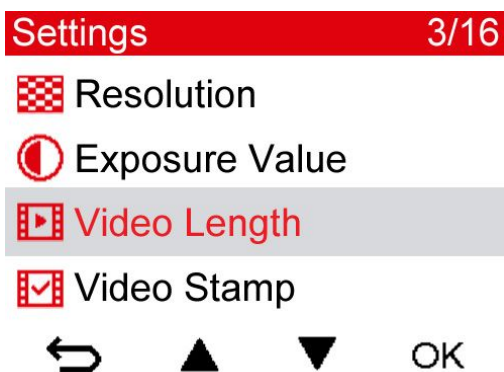 Settings 3/16
Resolution
Exposure Value
Video Length
Video Stamp
OK